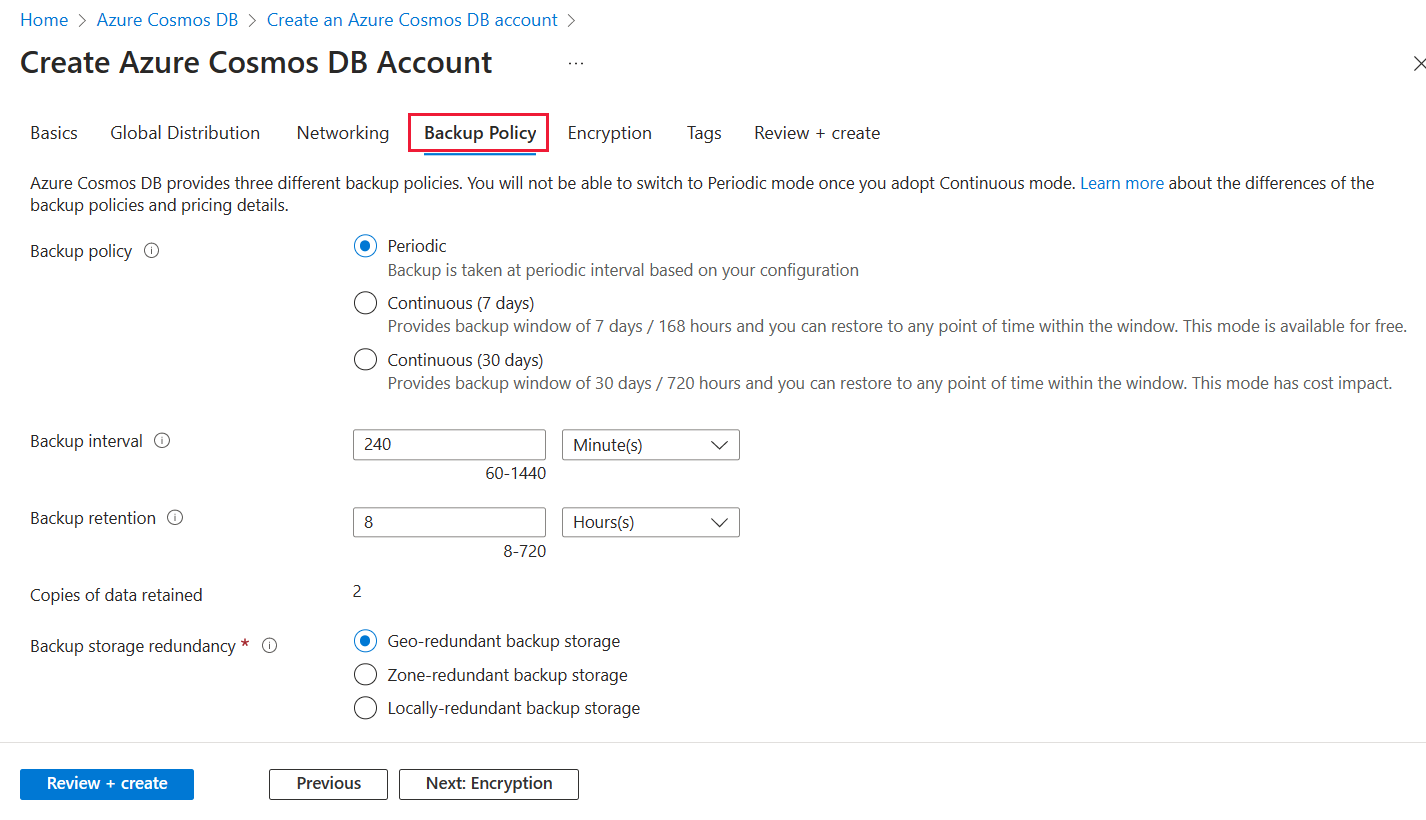 Home > Azure Cosmos DB > Create an Azure Cosmos DB account >
Create Azure Cosmos DB Account ...
Basics Global Distribution Networking Backup Policy Encryption Tags Review + create
Azure Cosmos DB provides three different backup policies. You will not be able to switch to Periodic mode once you adopt Continuous mode. Learn more about the differences of the
backup policies and pricing details.
Backup policy
Periodic
Backup is taken at periodic interval based on your configuration
Continuous (7 days)
Provides backup window of 7 days / 168 hours and you can restore to any point of time within the window. This mode is available for free.
Continuous (30 days)
Provides backup window of 30 days / 720 hours and you can restore to any point of time within the window. This mode has cost impact.
Backup interval 240 Minute(s)
60-1440
Backup retention 8 Hours(s)
8-720
Copies of data retained 2
Backup storage redundancy *
Geo-redundant backup storage
Zone-redundant backup storage
Locally-redundant backup storage
Review + create Previous Next: Encryption